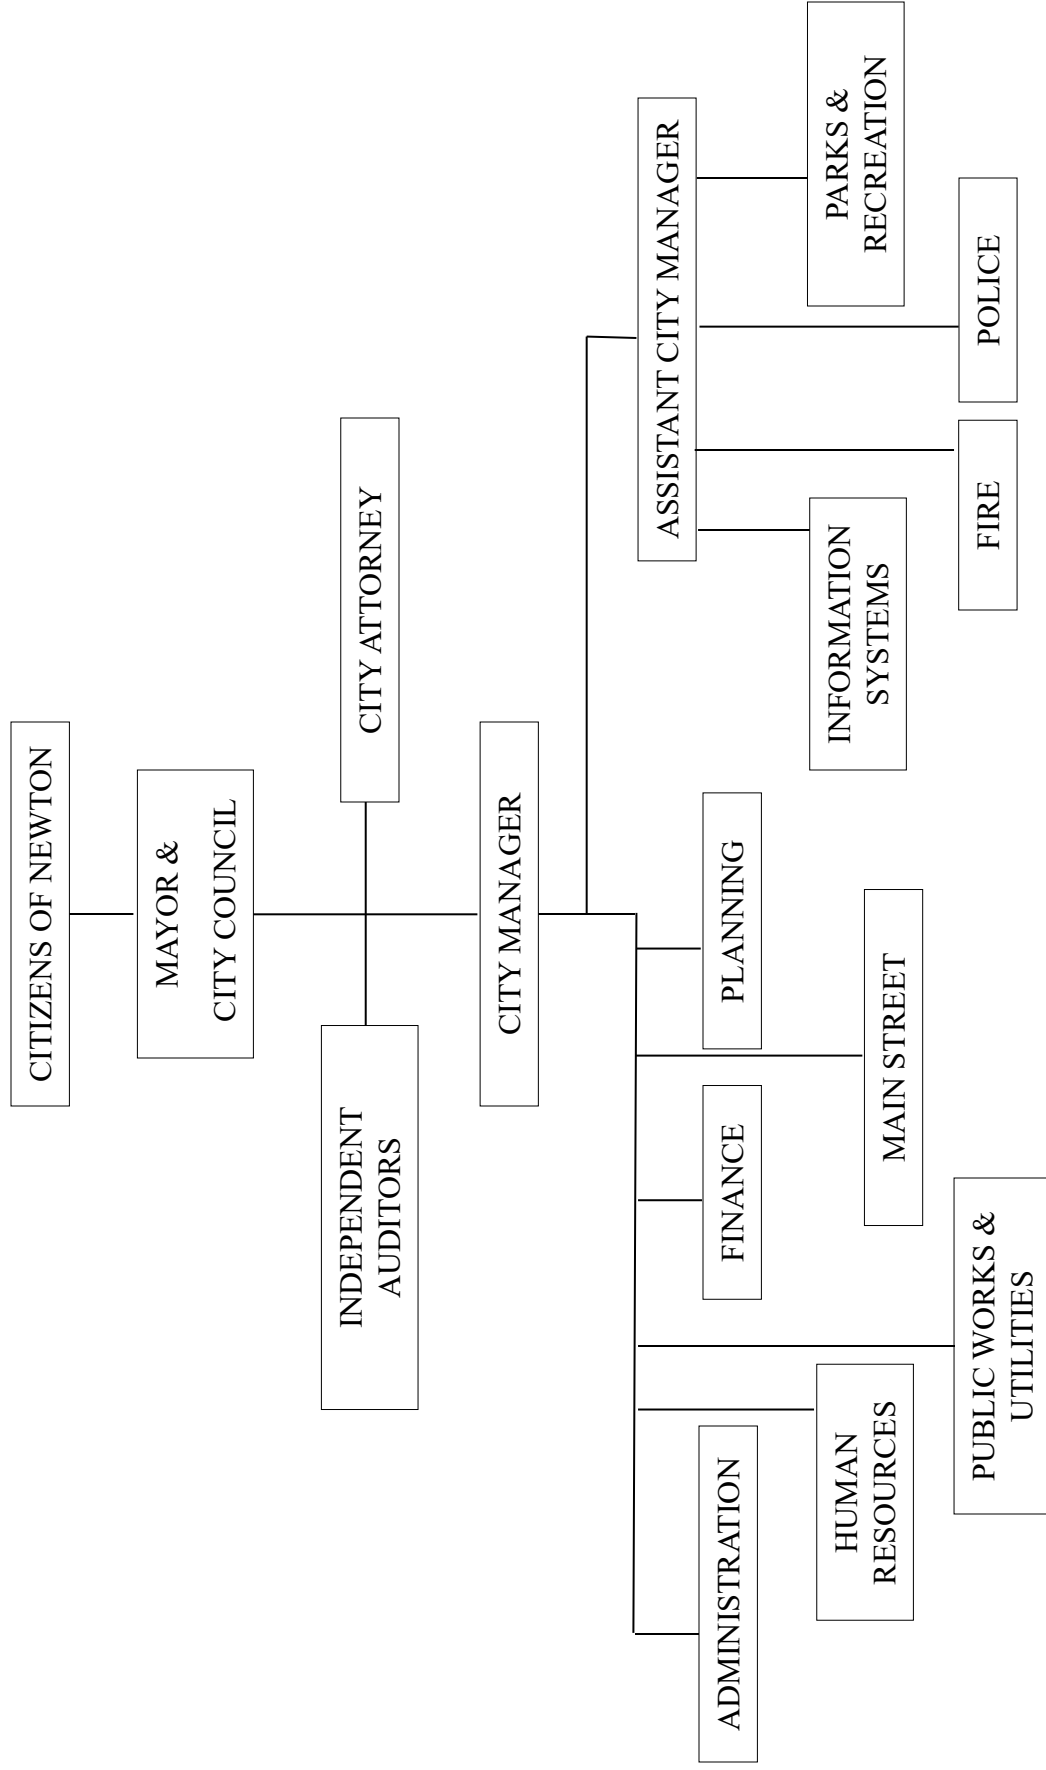 CITIZENS OF NEWTON
MAYOR &
CITY COUNCIL
INDEPENDENT
AUDITORS
CITY ATTORNEY
CITY MANAGER
ASSISTANT CITY MANAGER
ADMINISTRATION
FINANCE
PLANNING
HUMAN
RESOURCES
MAIN STREET
PUBLIC WORKS &
UTILITIES
INFORMATION
SYSTEMS
PARKS &
RECREATION
FIRE
POLICE